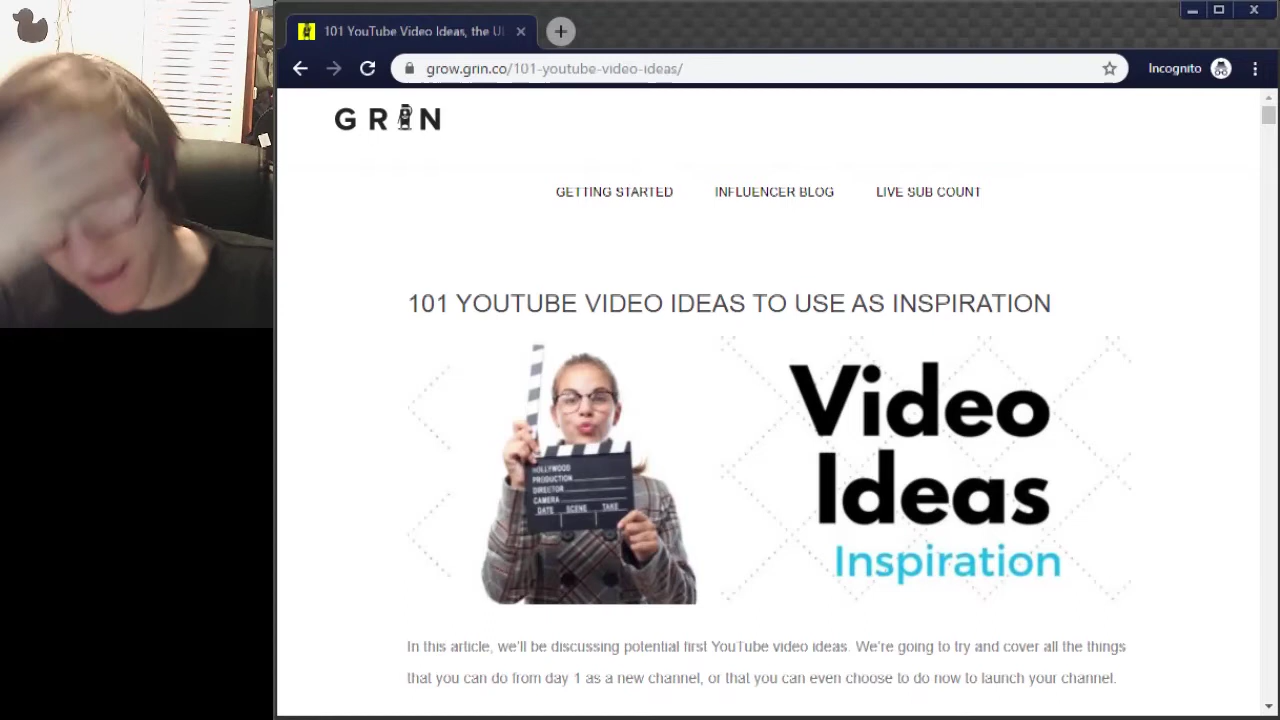 101 YouTube Video Ideas, the Ul
grow.grin.co/101-youtube-video-ideas/
Incognito
GRIN
GETTING STARTED
INFLUENCER BLOG
LIVE SUB COUNT
101 YOUTUBE VIDEO IDEAS TO USE AS INSPIRATION
HOLLYWOOD
PRODUCTION
DIRECTOR
CAMERA
DATE SCENE TAKE
Video
Ideas
Inspiration
In this article, we'll be discussing potential first YouTube video ideas. We're going to try and cover all the things
that you can do from day 1 as a new channel, or that you can even choose to do now to launch your channel.